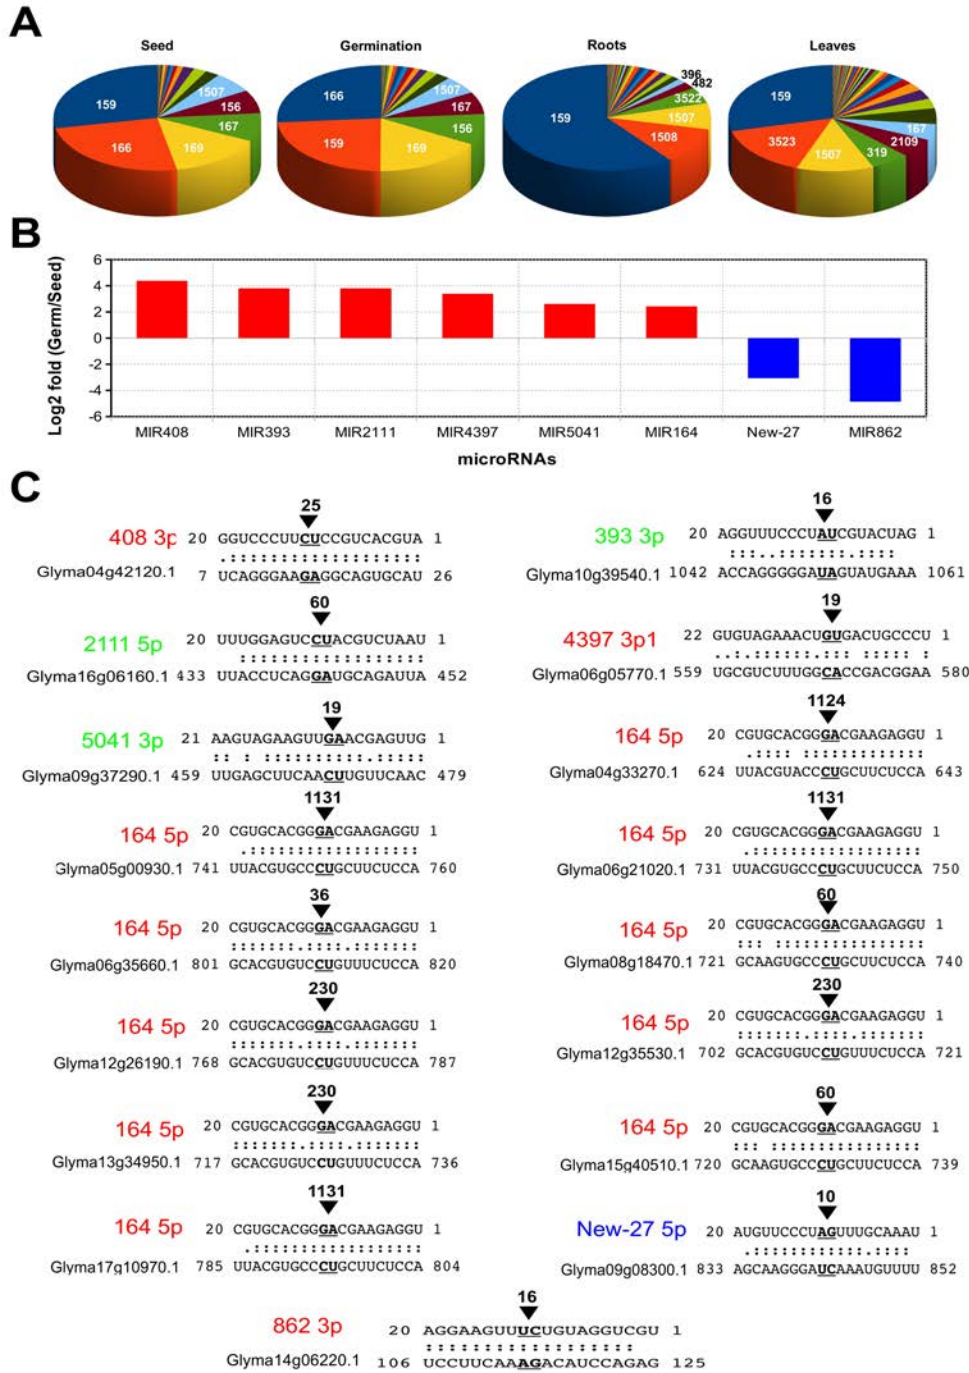 A
Seed
Germination
Roots
Leaves
159
1507
156
167
169
166
166
1507
167
156
169
159
159
396
482
3522
1507
1508
159
167
2109
319
1507
3523
B
Log2 fold (Germ/Seed)
6
4
2
0
-2
-4
-6
MIR408 MIR393 MIR2111 MIR4397 MIR5041 MIR164 New-27 MIR862
microRNAs
C
25
408 3p 20 GGUCCCUUCUCCGUCACGUA 1
.:::::::::::::::::::
Glyma04g42120.1 7 UCAGGGAAGAGGCAGUGCAU 26
16
393 3p 20 AGGUUUCCCUAUCGUACUAG 1
Glyma10g39540.1 1042 ACCAGGGGGAUAGUAUGAAA 1061
60
2111 5p 20 UUUGGAGUCCUACGUCUAAU 1
Glyma16g06160.1 433 UUACCUCAGGAUGCAGAUUA 452
19
4397 3p1 22 GUGUAGAAACUGUGACUGCCCU 1
Glyma06g05770.1 559 UGCGUCUUUGGCACCGACGGAA 580
19
5041 3p 21 AAGUAGAAGUUGAACGAGUUG 1
Glyma09g37290.1 459 UUGAGCUUCAACUUGUUCAAC 479
1124
164 5p 20 CGUGCACGGGACGAAGAGGU 1
Glyma04g33270.1 624 UUACGUACCCUGCUUCUCCA 643
1131
164 5p 20 CGUGCACGGGACGAAGAGGU 1
Glyma05g00930.1 741 UUACGUGCCCUGCUUCUCCA 760
1131
164 5p 20 CGUGCACGGGACGAAGAGGU 1
Glyma06g21020.1 731 UUACGUGCCCUGCUUCUCCA 750
36
164 5p 20 CGUGCACGGGACGAAGAGGU 1
Glyma06g35660.1 801 GCACGUGUCCUGUUUCUCCA 820
60
164 5p 20 CGUGCACGGGACGAAGAGGU 1
Glyma08g18470.1 721 GCAAGUGCCCUGCUUCUCCA 740
230
164 5p 20 CGUGCACGGGACGAAGAGGU 1
Glyma12g26190.1 768 GCACGUGUCCUGUUUCUCCA 787
230
164 5p 20 CGUGCACGGGACGAAGAGGU 1
Glyma12g35530.1 702 GCACGUGUCCUGUUUCUCCA 721
230
164 5p 20 CGUGCACGGGACGAAGAGGU 1
Glyma13g34950.1 717 GCACGUGUCCUGUUUCUCCA 736
60
164 5p 20 CGUGCACGGGACGAAGAGGU 1
Glyma15g40510.1 720 GCAAGUGCCCUGCUUCUCCA 739
1131
164 5p 20 CGUGCACGGGACGAAGAGGU 1
Glyma17g10970.1 785 UUACGUGCCCUGCUUCUCCA 804
10
New-27 5p 20 AUGUUCCCUAGUUUGCAAAU 1
Glyma09g08300.1 833 AGCAAGGGAUCAAAUGUUUU 852
16
862 3p 20 AGGAAGUUUCUGUAGGUCGU 1
Glyma14g06220.1 106 UCCUUCAAAGACAUCCAGAG 125